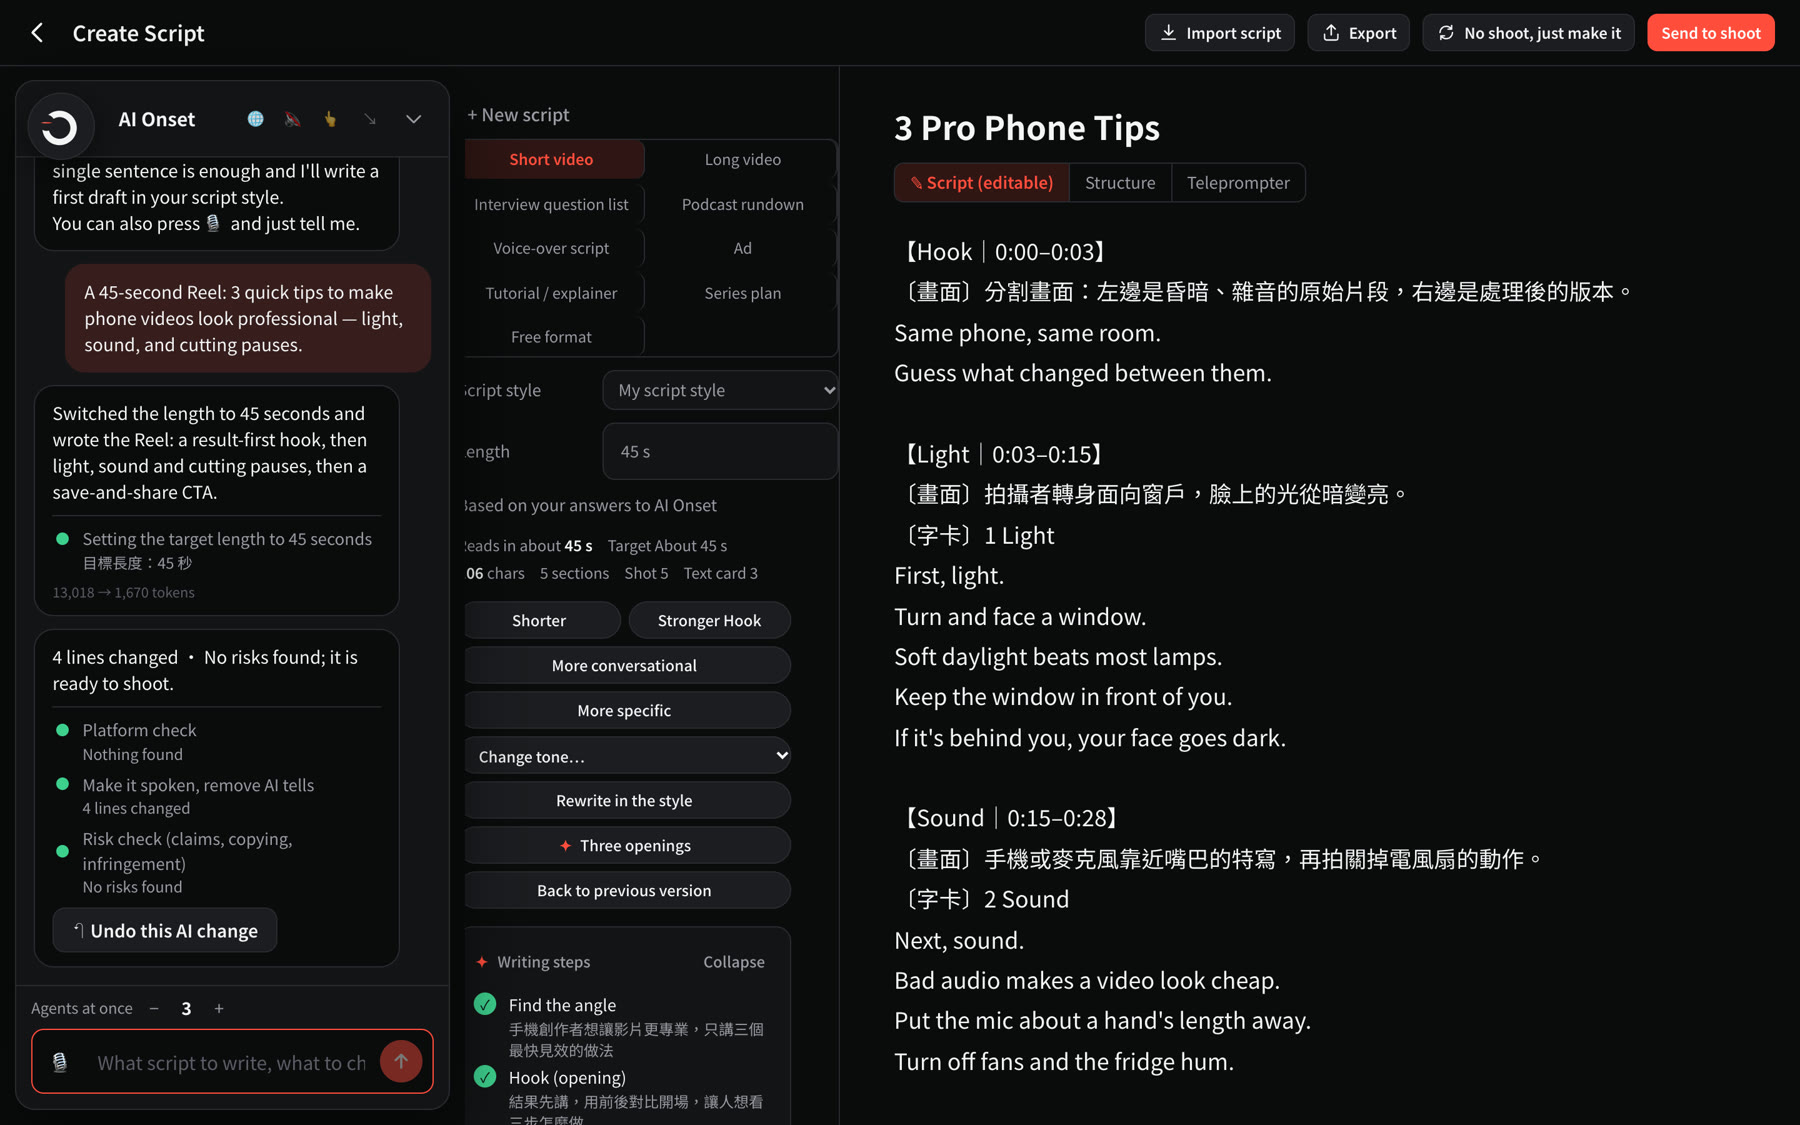 Create Script
Import script
Export
No shoot, just make it
Send to shoot
AI Onset
single sentence is enough and I'll write a
first draft in your script style.
You can also press and just tell me.
A 45-second Reel: 3 quick tips to make
phone videos look professional — light,
sound, and cutting pauses.
Switched the length to 45 seconds and
wrote the Reel: a result-first hook, then
light, sound and cutting pauses, then a
save-and-share CTA.
Setting the target length to 45 seconds
目標長度：45 秒
13,018 → 1,670 tokens
4 lines changed • No risks found; it is
ready to shoot.
Platform check
Nothing found
Make it spoken, remove AI tells
4 lines changed
Risk check (claims, copying,
infringement)
No risks found
Undo this AI change
Agents at once − 3 +
What script to write, what to ch
+ New script
Short video
Long video
Interview question list
Podcast rundown
Voice-over script
Ad
Tutorial / explainer
Series plan
Free format
Script style
My script style
ength
45 s
Based on your answers to AI Onset
eads in about 45 s Target About 45 s
06 chars 5 sections Shot 5 Text card 3
Shorter
Stronger Hook
More conversational
More specific
Change tone…
Rewrite in the style
Three openings
Back to previous version
Writing steps
Collapse
Find the angle
手機創作者想讓影片更專業，只講三個
最快見效的做法
Hook (opening)
結果先講，用前後對比開場，讓人想看
三步怎麼做
3 Pro Phone Tips
Script (editable)
Structure
Teleprompter
【Hook｜0:00–0:03】
〔畫面〕分割畫面：左邊是昏暗、雜音的原始片段，右邊是處理後的版本。
Same phone, same room.
Guess what changed between them.
【Light｜0:03–0:15】
〔畫面〕拍攝者轉身面向窗戶，臉上的光從暗變亮。
〔字卡〕1 Light
First, light.
Turn and face a window.
Soft daylight beats most lamps.
Keep the window in front of you.
If it's behind you, your face goes dark.
【Sound｜0:15–0:28】
〔畫面〕手機或麥克風靠近嘴巴的特寫，再拍關掉電風扇的動作。
〔字卡〕2 Sound
Next, sound.
Bad audio makes a video look cheap.
Put the mic about a hand's length away.
Turn off fans and the fridge hum.